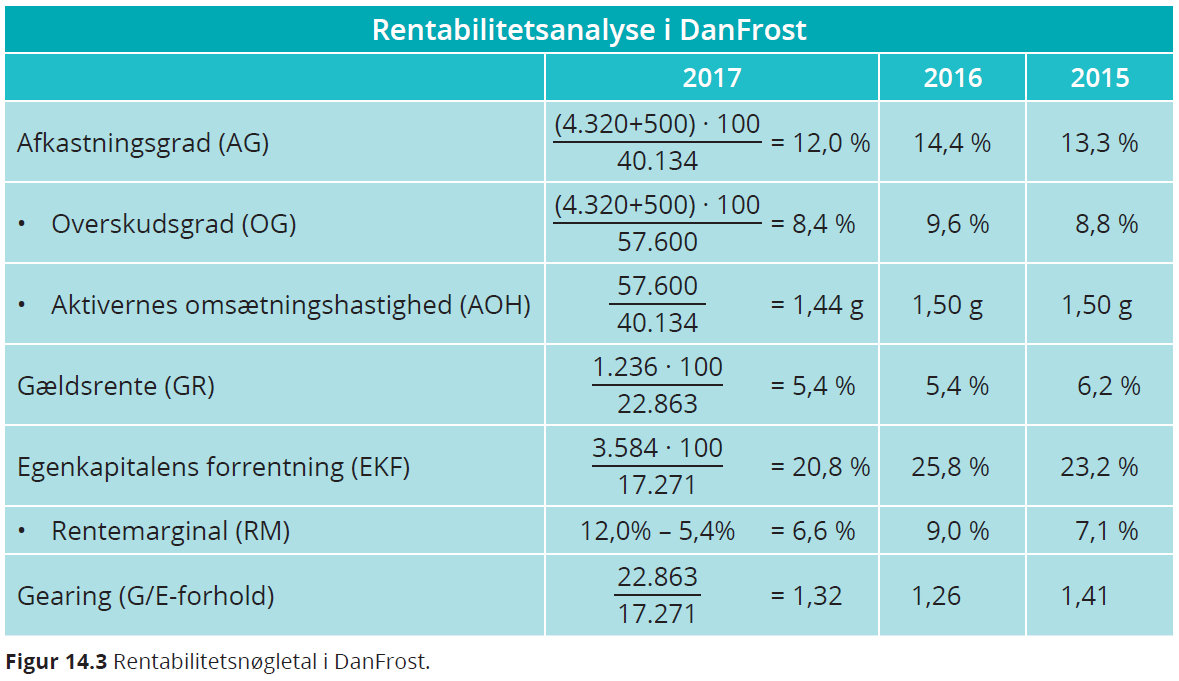 Rentabilitetsanalyse i DanFrost
2017 2016 2015
Afkastningsgrad (AG) (4.320+500) · 100 / 40.134 = 12,0 % 14,4 % 13,3 %
• Overskudsgrad (OG) (4.320+500) · 100 / 57.600 = 8,4 % 9,6 % 8,8 %
• Aktivernes omsætningshastighed (AOH) 57.600 / 40.134 = 1,44 g 1,50 g 1,50 g
Gældsrente (GR) 1.236 · 100 / 22.863 = 5,4 % 5,4 % 6,2 %
Egenkapitalens forrentning (EKF) 3.584 · 100 / 17.271 = 20,8 % 25,8 % 23,2 %
• Rentemarginal (RM) 12,0% – 5,4% = 6,6 % 9,0 % 7,1 %
Gearing (G/E-forhold) 22.863 / 17.271 = 1,32 1,26 1,41
Figur 14.3 Rentabilitetsnøgletal i DanFrost.